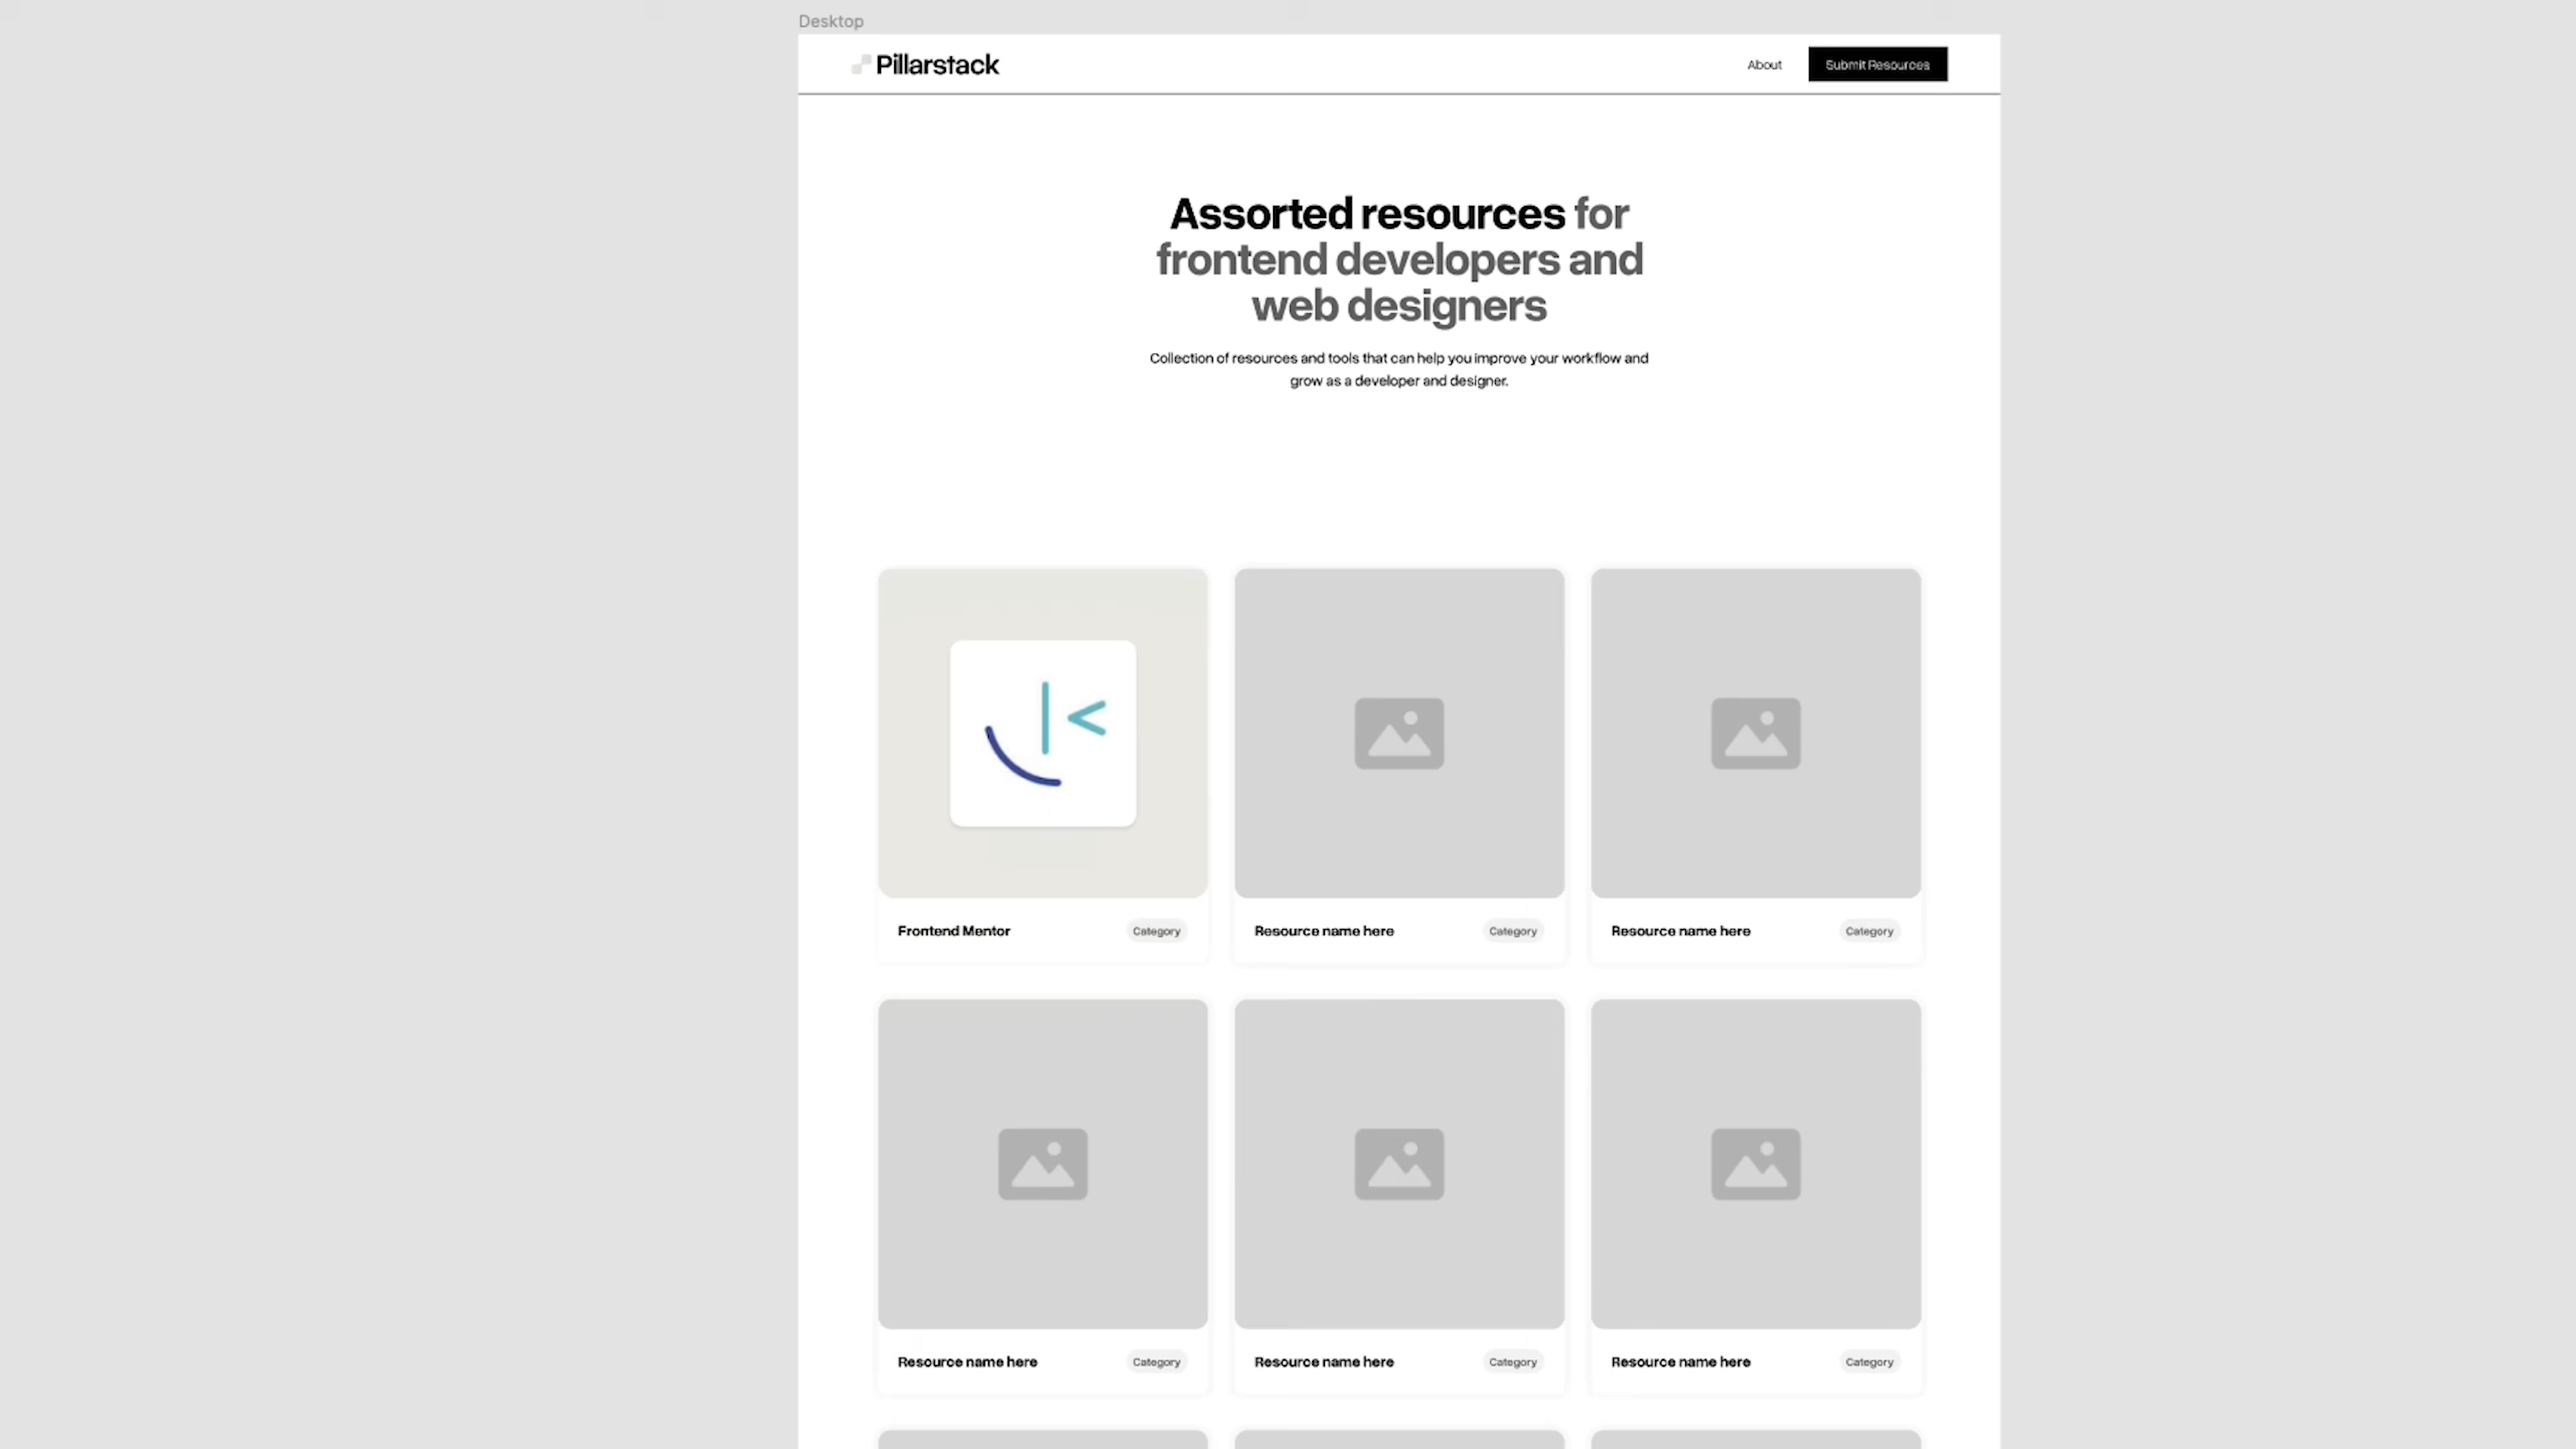 Desktop
Pillarstack
About
Submit Resources
Assorted resources for
frontend developers and
web designers
Collection of resources and tools that can help you improve your workflow and
grow as a developer and designer.
Frontend Mentor
Category
Resource name here
Category
Resource name here
Category
Resource name here
Category
Resource name here
Category
Resource name here
Category